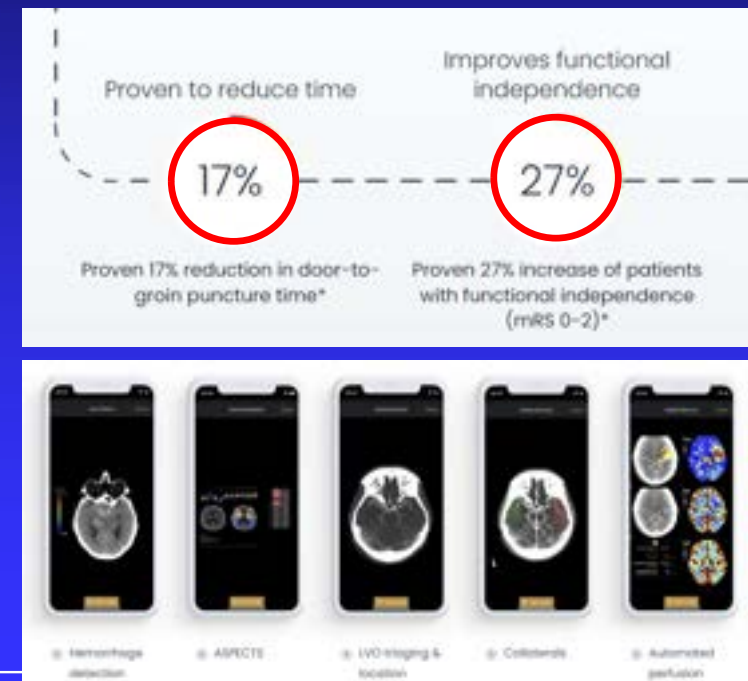 Proven to reduce time
Improves functional
independence
17%
27%
Proven 17% reduction in door-to-
groin puncture time*
Proven 27% increase of patients
with functional independence
(mRS 0-2)*
Hemorrhage
detection
ASPECTS
LVO triaging &
location
Collaterals
Automated
perfusion